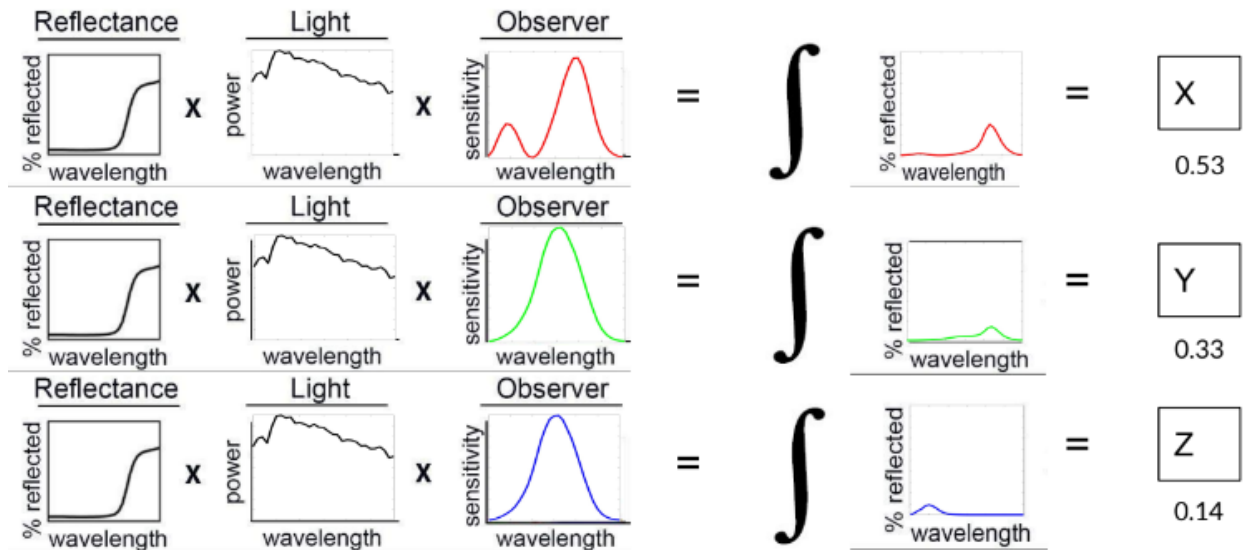 Reflectance Light Observer
% reflected power sensitivity % reflected
X X = ∫ = X
wavelength wavelength wavelength wavelength
0.53
Reflectance Light Observer
% reflected power sensitivity % reflected
X X = ∫ = Y
wavelength wavelength wavelength wavelength
0.33
Reflectance Light Observer
% reflected power sensitivity % reflected
X X = ∫ = Z
wavelength wavelength wavelength wavelength
0.14